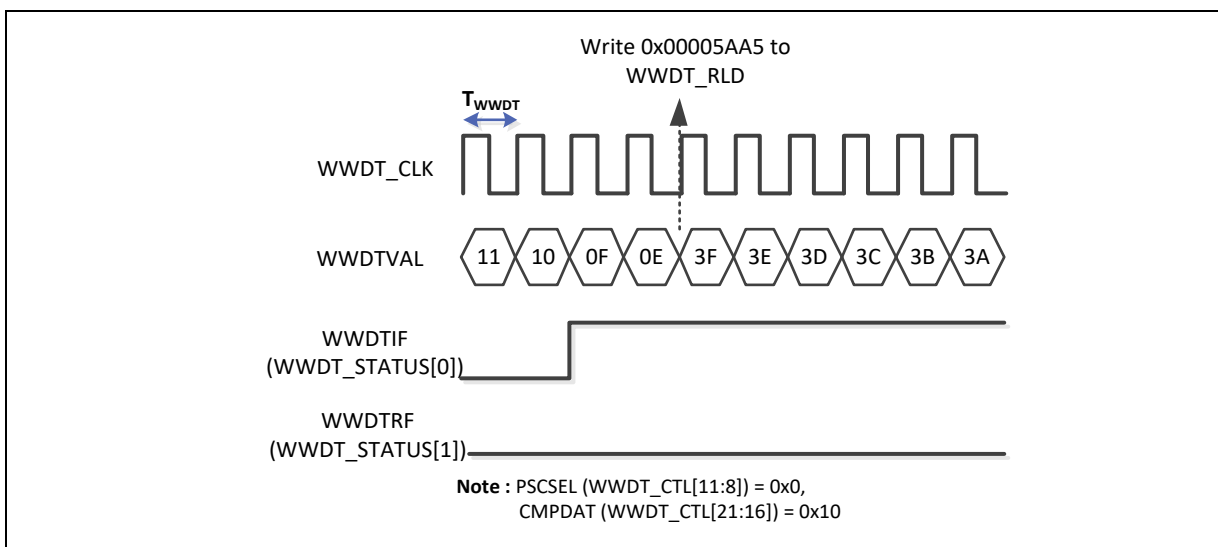 Write 0x00005AA5 to
WWDT_RLD
TWWDT
WWDT_CLK
WWDTVAL 11 10 0F 0E 3F 3E 3D 3C 3B 3A
WWDTIF
(WWDT_STATUS[0])
WWDTRF
(WWDT_STATUS[1])
Note : PSCSEL (WWDT_CTL[11:8]) = 0x0,
CMPDAT (WWDT_CTL[21:16]) = 0x10